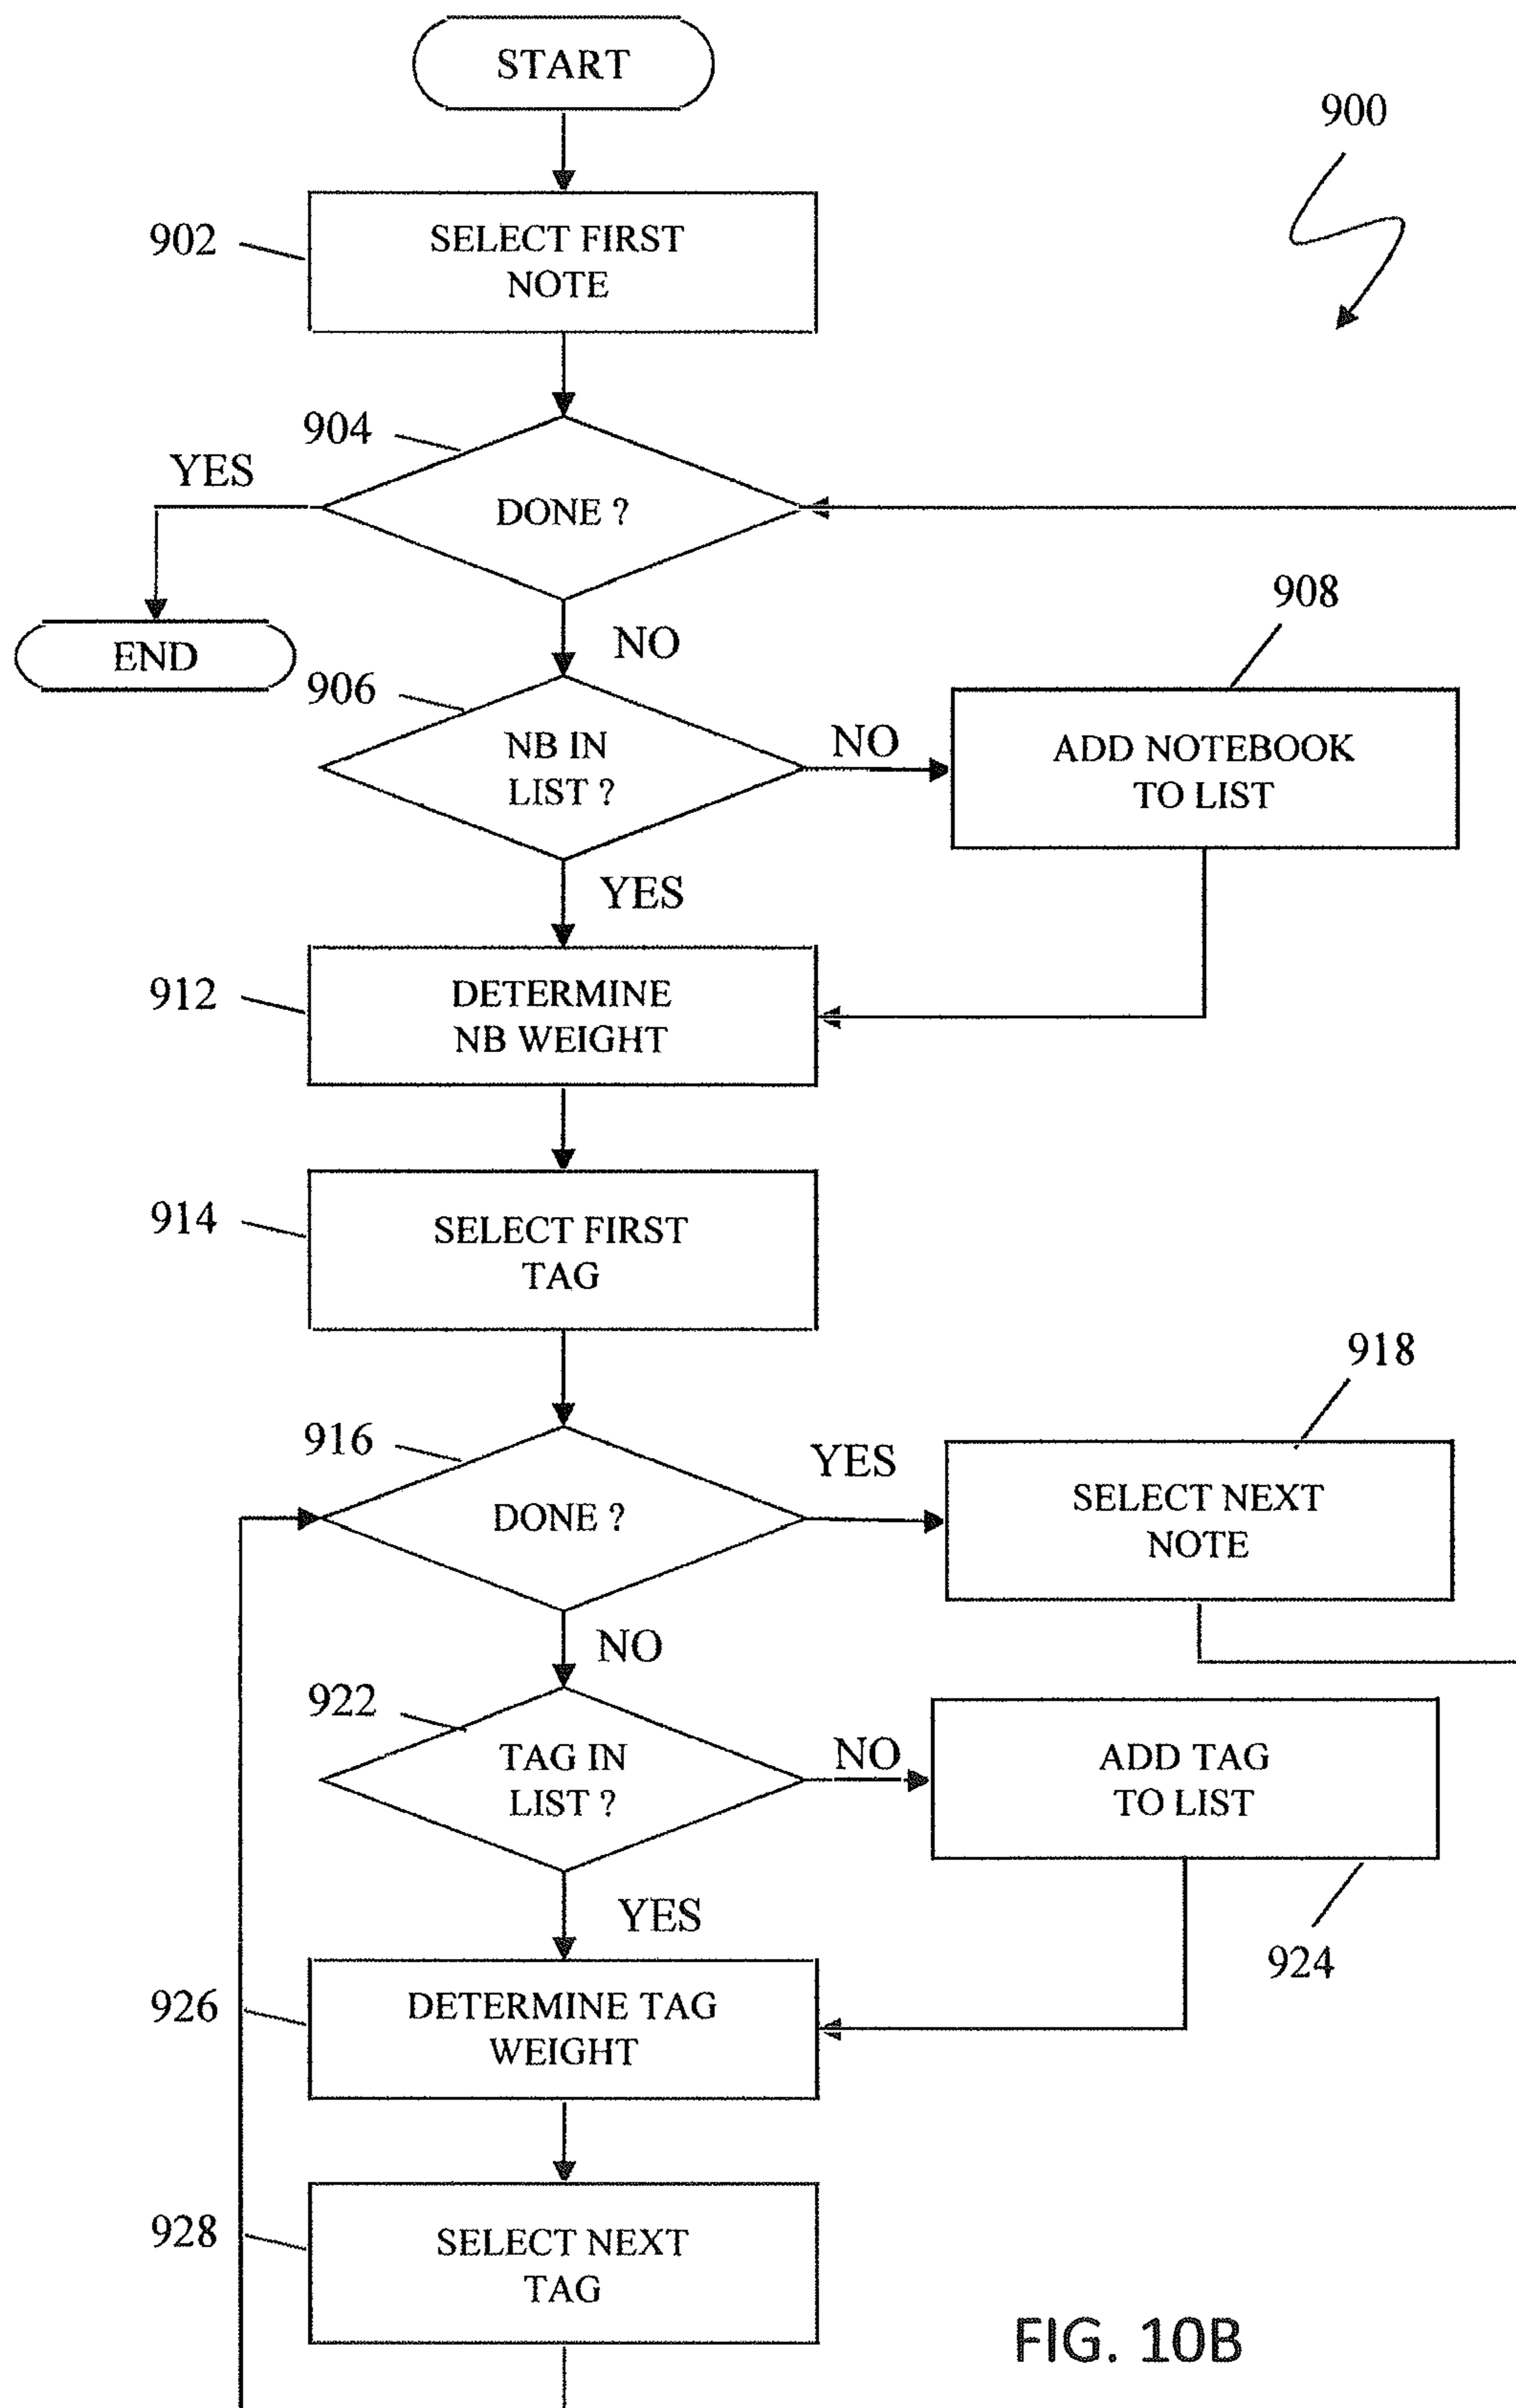 START
900
902
SELECT FIRST
NOTE
904
YES
DONE ?
END
NO
908
906
NB IN
LIST ?
NO
ADD NOTEBOOK
TO LIST
YES
912
DETERMINE
NB WEIGHT
914
SELECT FIRST
TAG
918
916
DONE ?
YES
SELECT NEXT
NOTE
NO
922
TAG IN
LIST ?
NO
ADD TAG
TO LIST
YES
924
926
DETERMINE TAG
WEIGHT
928
SELECT NEXT
TAG
FIG. 10B